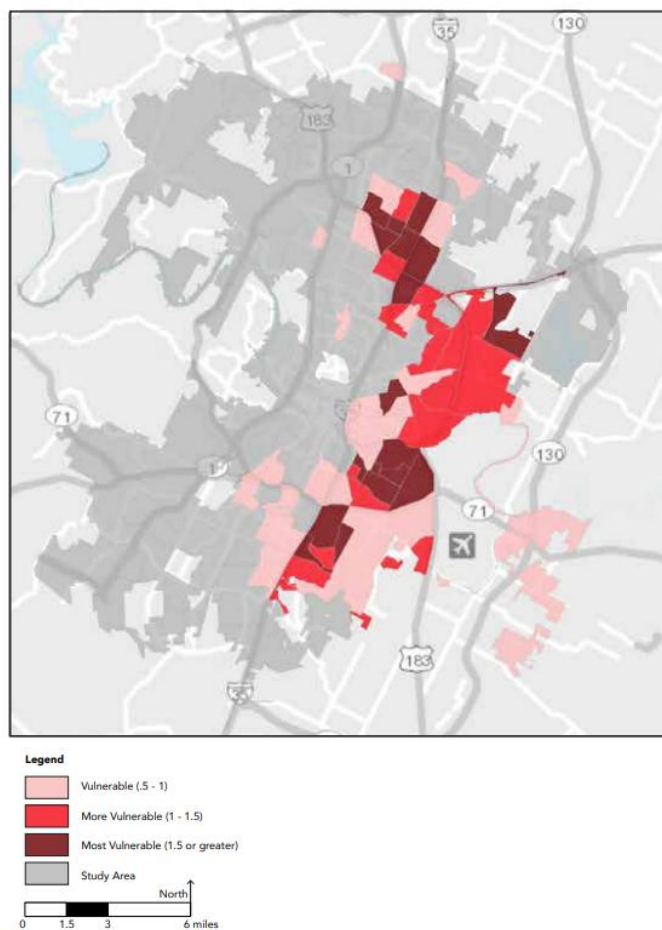 35
130
183
1
71
1
130
71
183
35
Legend
Vulnerable (.5 - 1)
More Vulnerable (1 - 1.5)
Most Vulnerable (1.5 or greater)
Study Area
North
0 1.5 3 6 miles